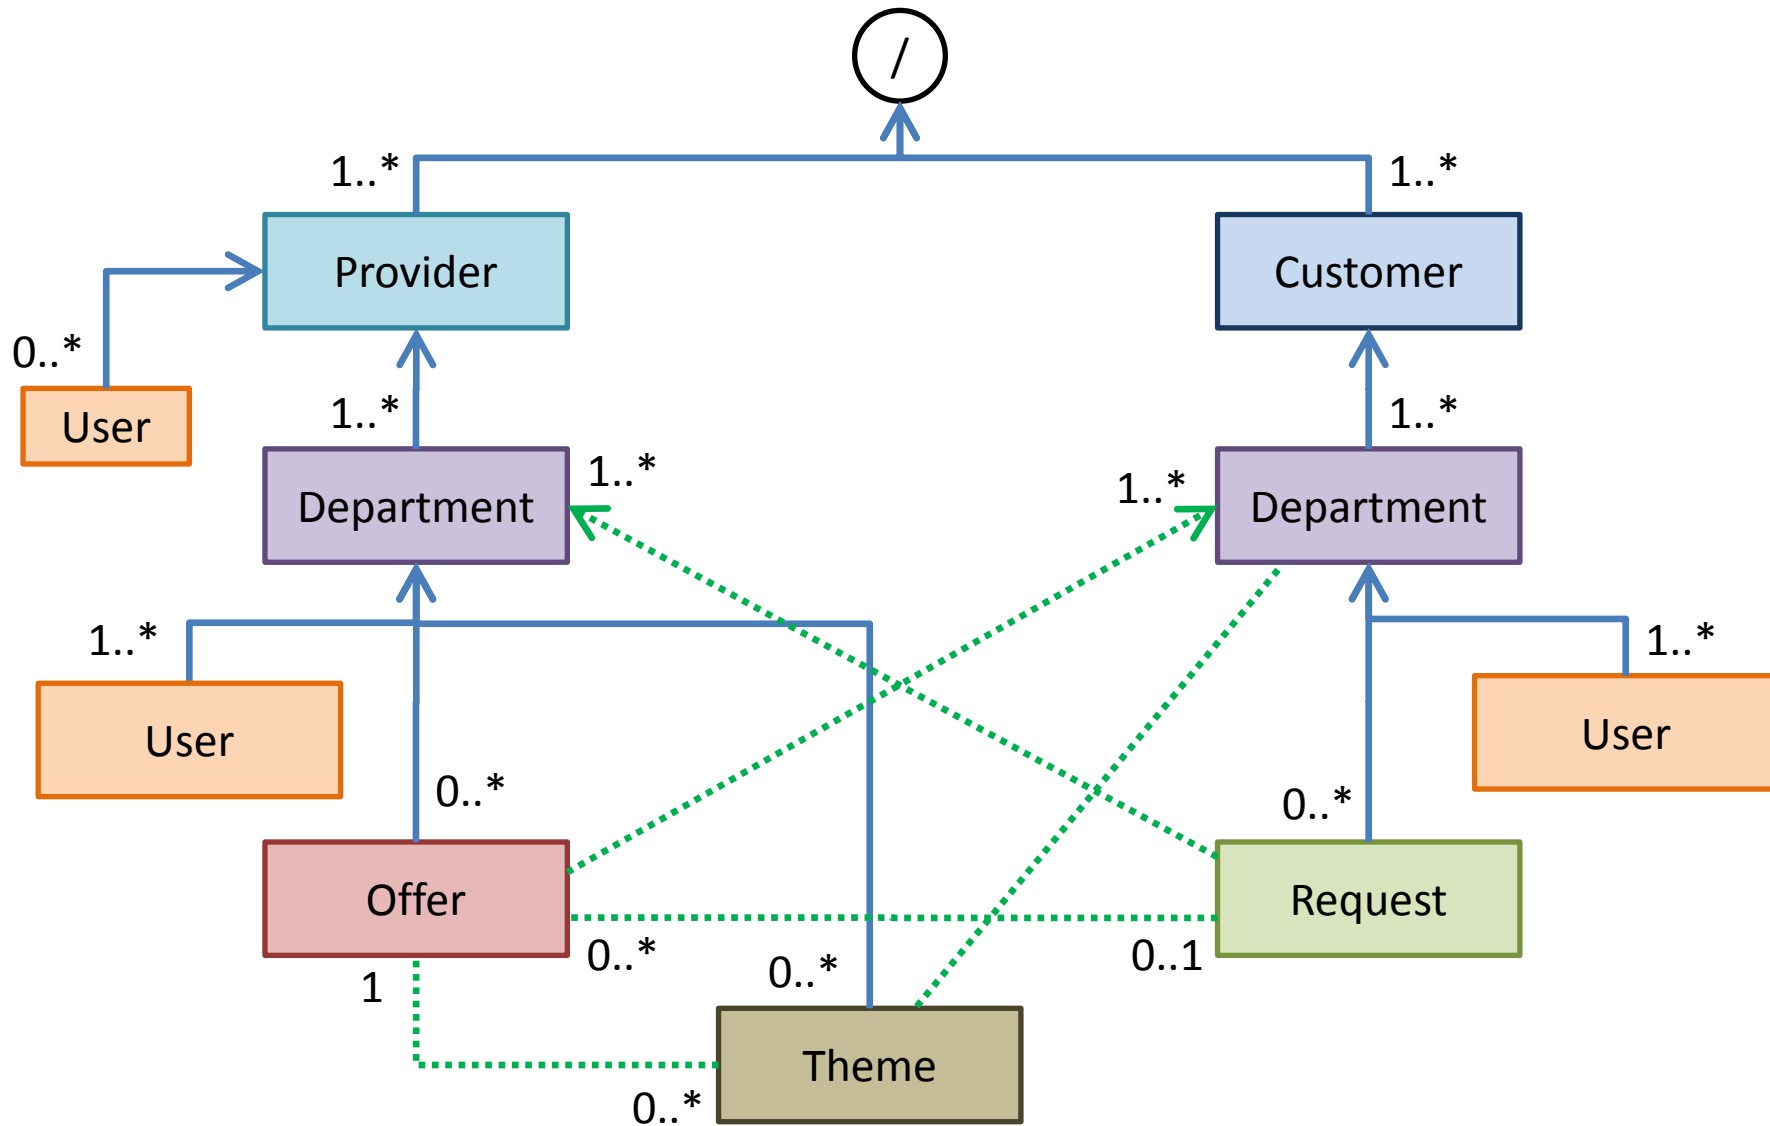 /
1..*
1..*
Provider
Customer
0..*
User
1..*
1..*
Department
1..*
1..*
Department
1..*
1..*
User
User
0..*
0..*
Offer
Request
0..*
0..1
1
0..*
Theme
0..*